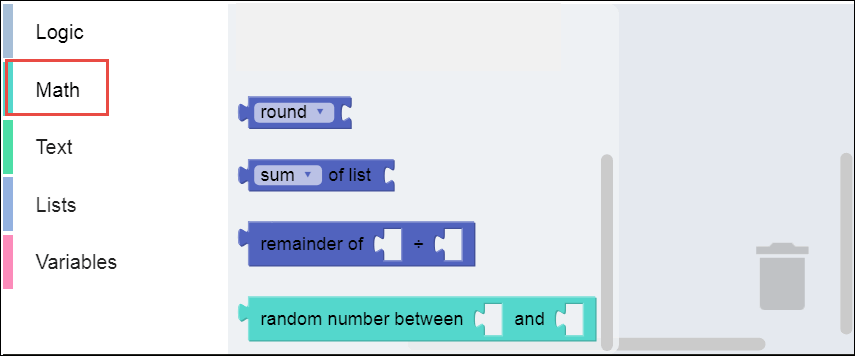 Logic
Math
Text
Lists
Variables
round
sum of list
remainder of ÷
random number between and